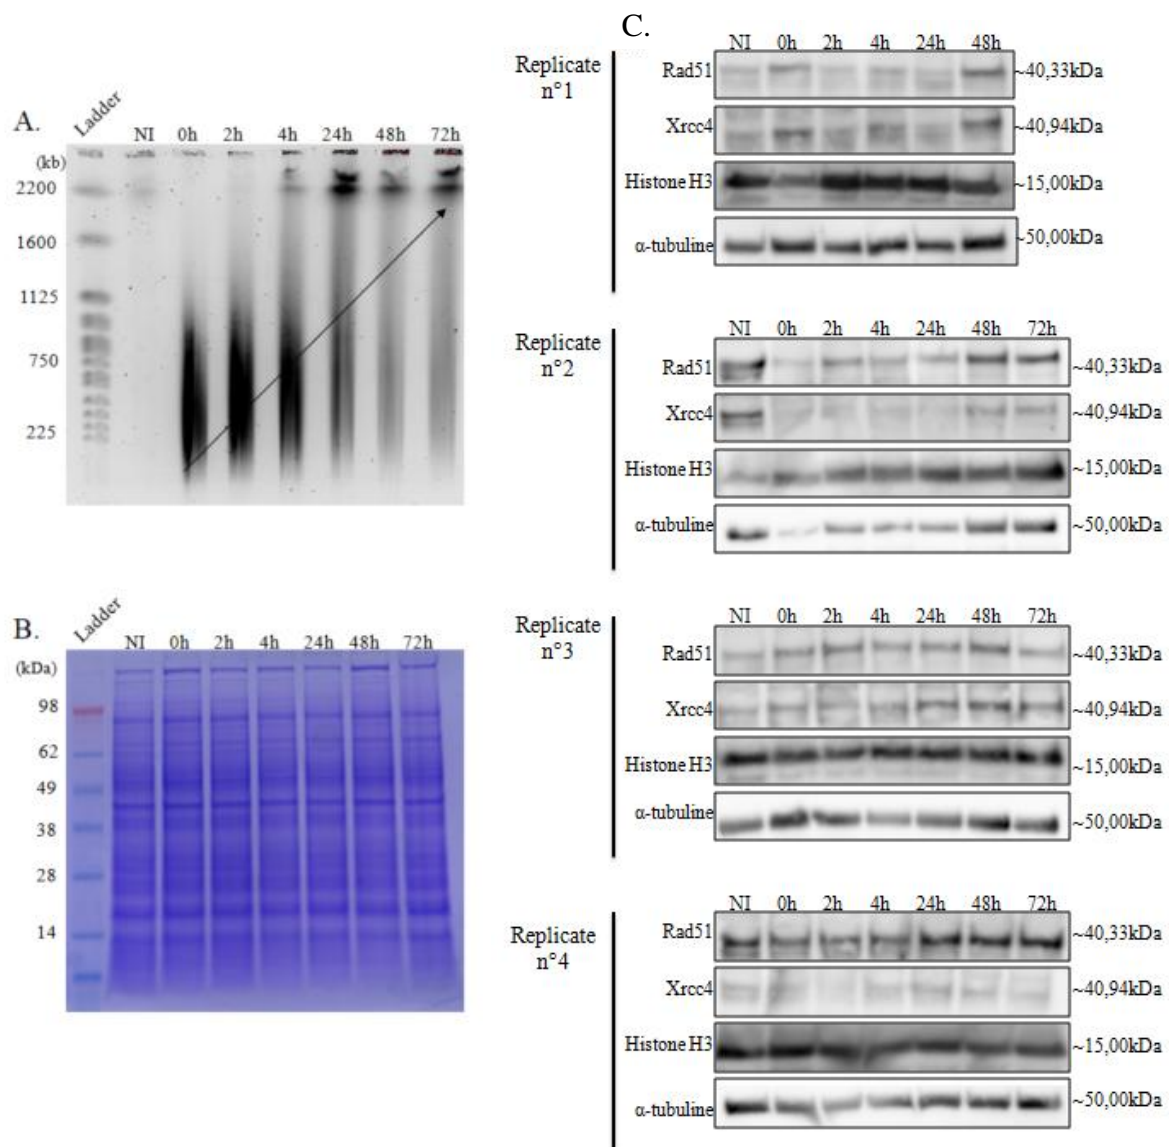 A.
Ladder
NI 0h 2h 4h 24h 48h 72h
(kb)
2200
1600
1125
750
225
B.
Ladder
NI 0h 2h 4h 24h 48h 72h
(kDa)
98
62
49
38
28
14
C.
Replicate
n°1
NI 0h 2h 4h 24h 48h
Rad51 ~40,33kDa
Xrcc4 ~40,94kDa
Histone H3 ~15,00kDa
α-tubuline ~50,00kDa
Replicate
n°2
NI 0h 2h 4h 24h 48h 72h
Rad51 ~40,33kDa
Xrcc4 ~40,94kDa
Histone H3 ~15,00kDa
α-tubuline ~50,00kDa
Replicate
n°3
NI 0h 2h 4h 24h 48h 72h
Rad51 ~40,33kDa
Xrcc4 ~40,94kDa
Histone H3 ~15,00kDa
α-tubuline ~50,00kDa
Replicate
n°4
NI 0h 2h 4h 24h 48h 72h
Rad51 ~40,33kDa
Xrcc4 ~40,94kDa
Histone H3 ~15,00kDa
α-tubuline ~50,00kDa